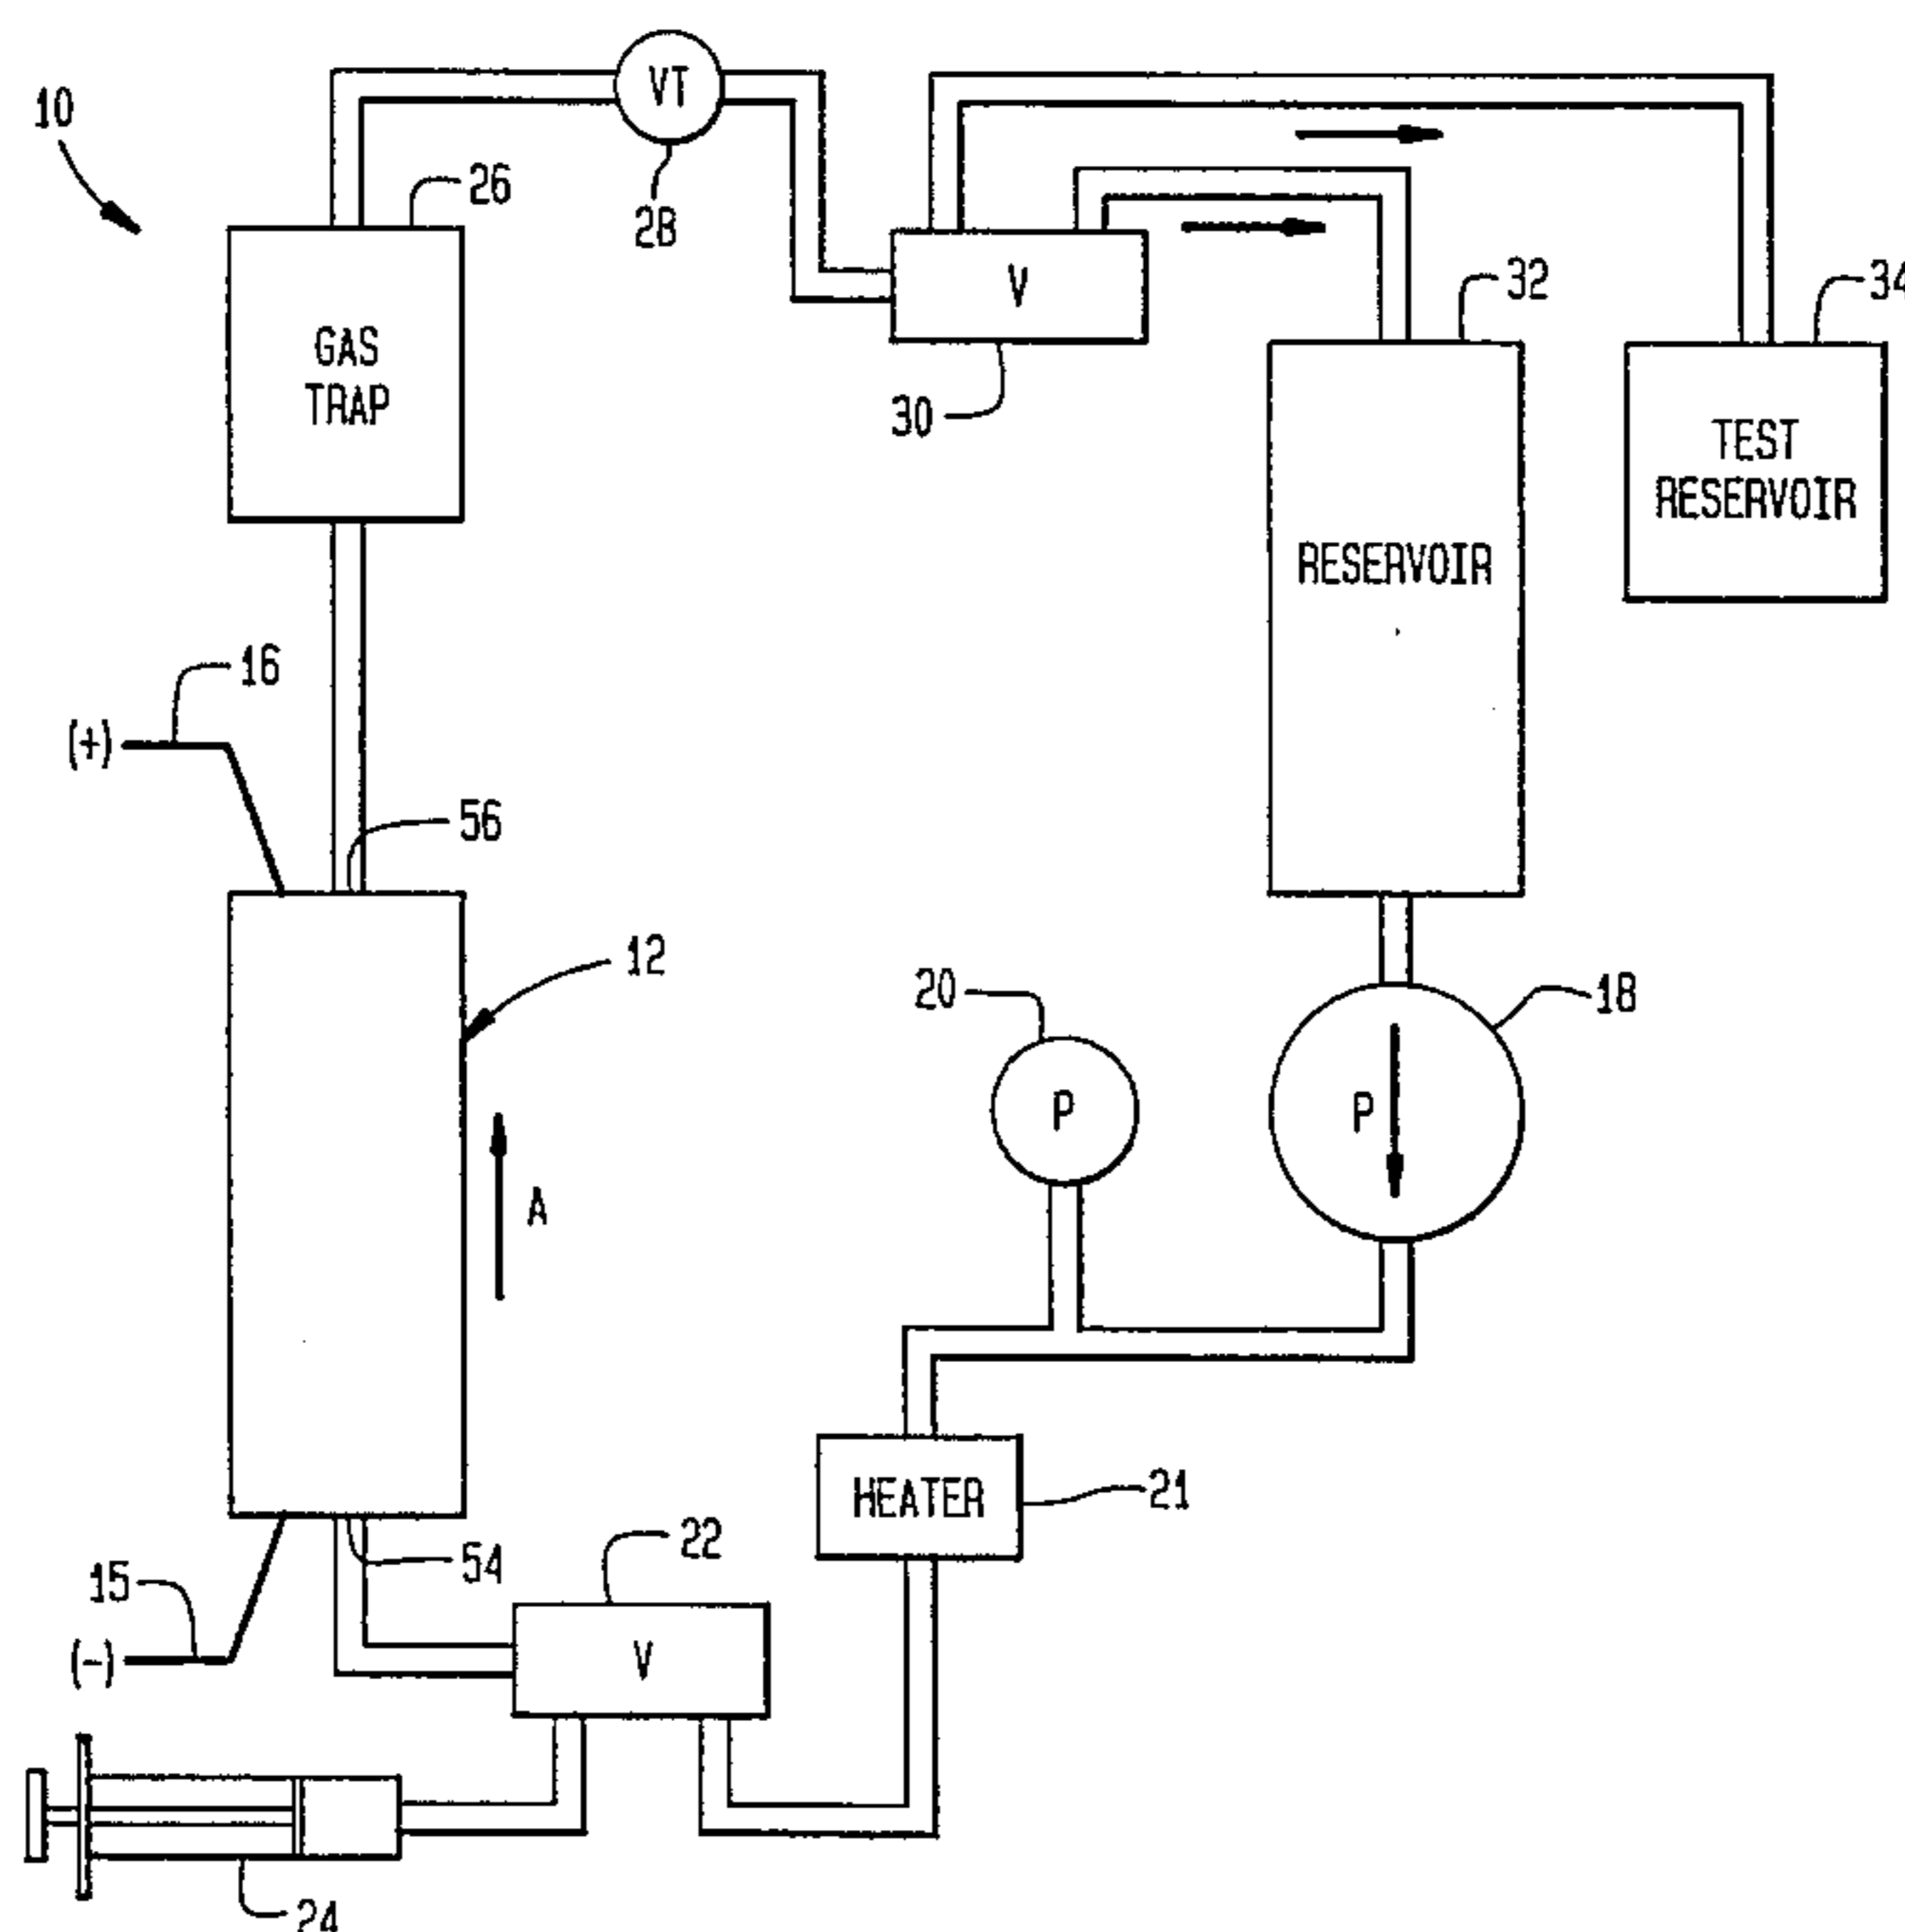 10
VT
28
26
GAS
TRAP
V
30
32
34
RESERVOIR
TEST
RESERVOIR
16
(+)
56
12
20
P
18
P
A
HEATER
21
22
54
15
(-)
V
24